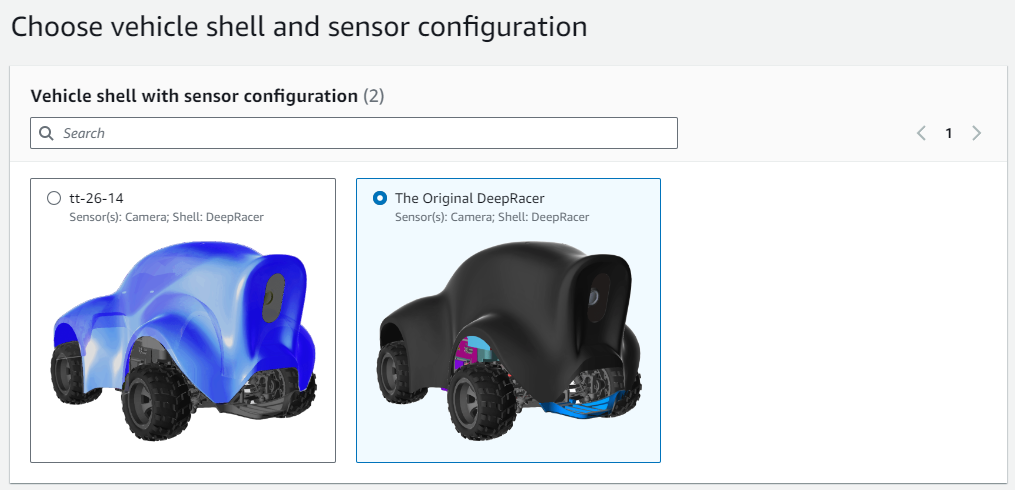 Choose vehicle shell and sensor configuration
Vehicle shell with sensor configuration (2)
Search
1
tt-26-14
Sensor(s): Camera; Shell: DeepRacer
The Original DeepRacer
Sensor(s): Camera; Shell: DeepRacer